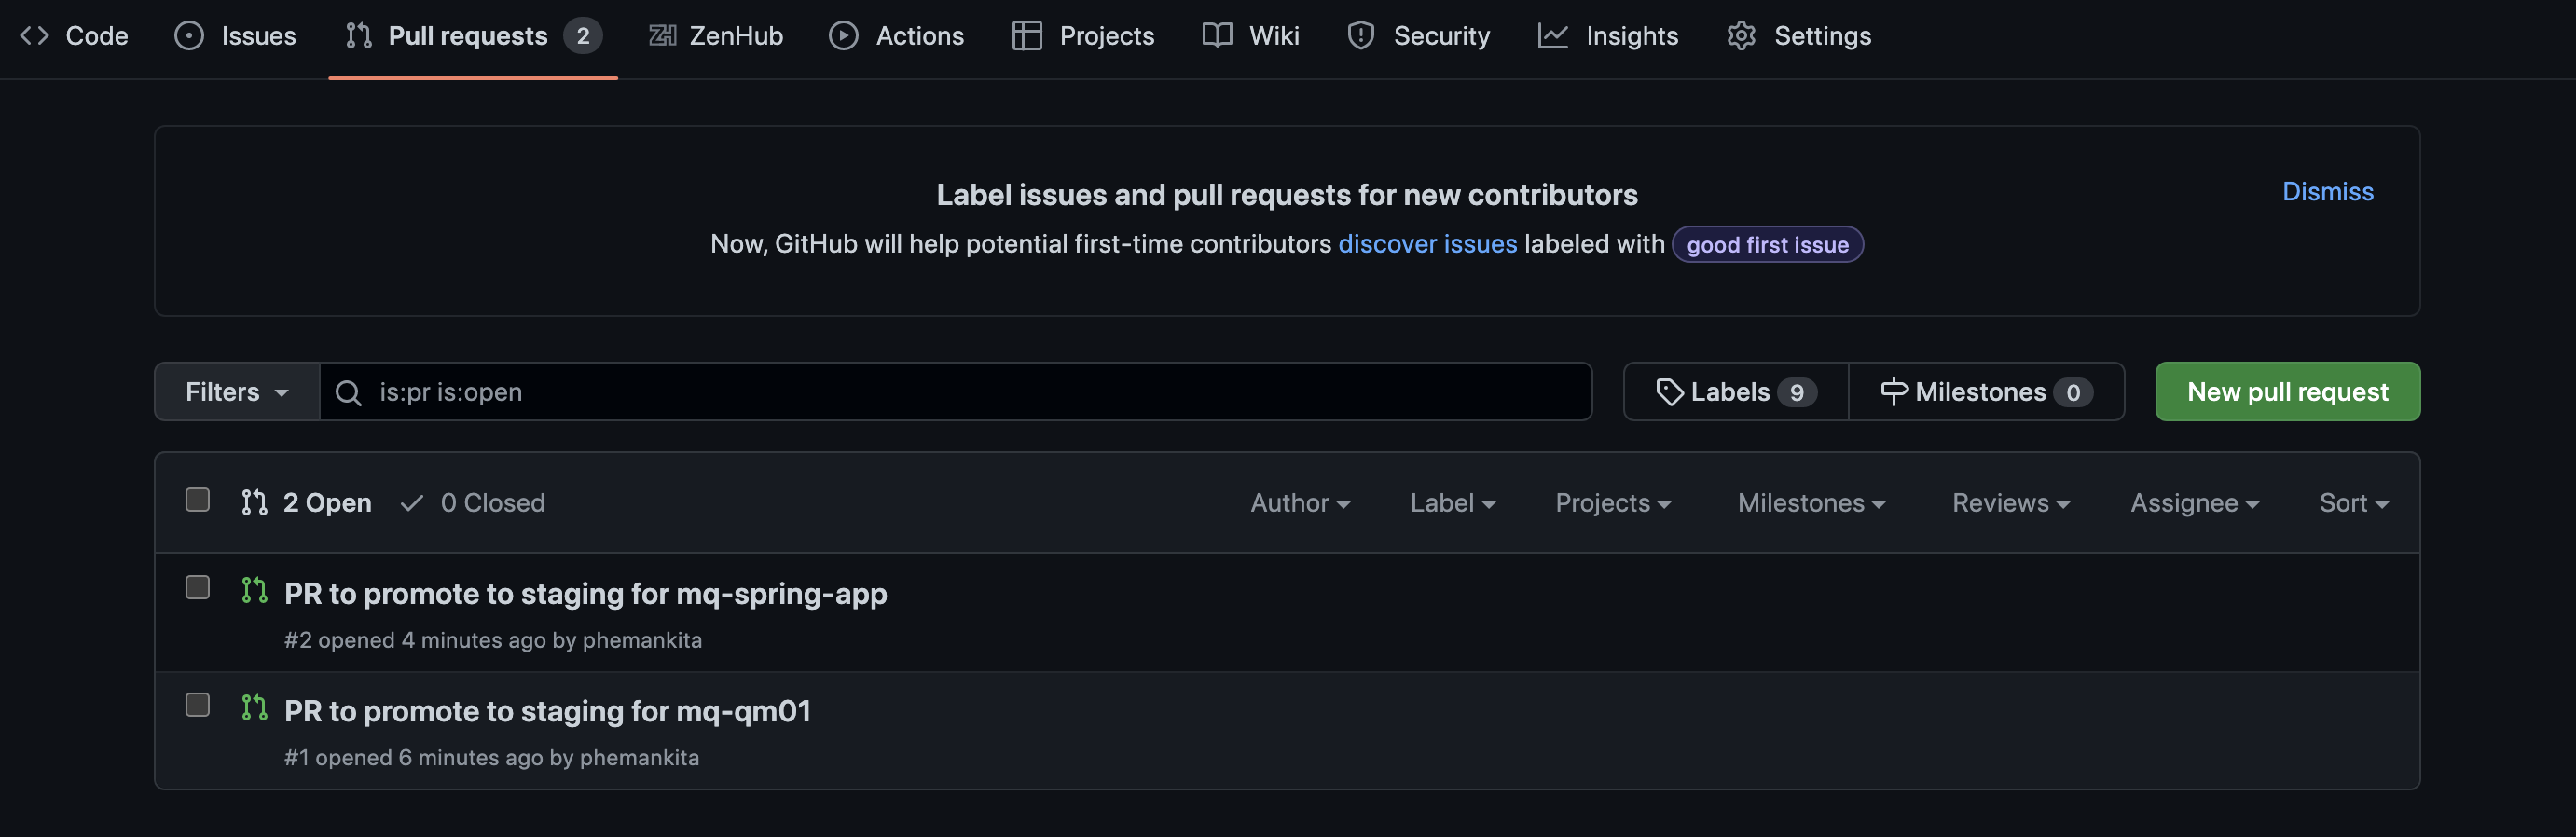 Code Issues Pull requests 2 ZenHub Actions Projects Wiki Security Insights Settings
Label issues and pull requests for new contributors
Dismiss
Now, GitHub will help potential first-time contributors discover issues labeled with good first issue
Filters is:pr is:open Labels 9 Milestones 0 New pull request
2 Open 0 Closed Author Label Projects Milestones Reviews Assignee Sort
PR to promote to staging for mq-spring-app
#2 opened 4 minutes ago by phemankita
PR to promote to staging for mq-qm01
#1 opened 6 minutes ago by phemankita